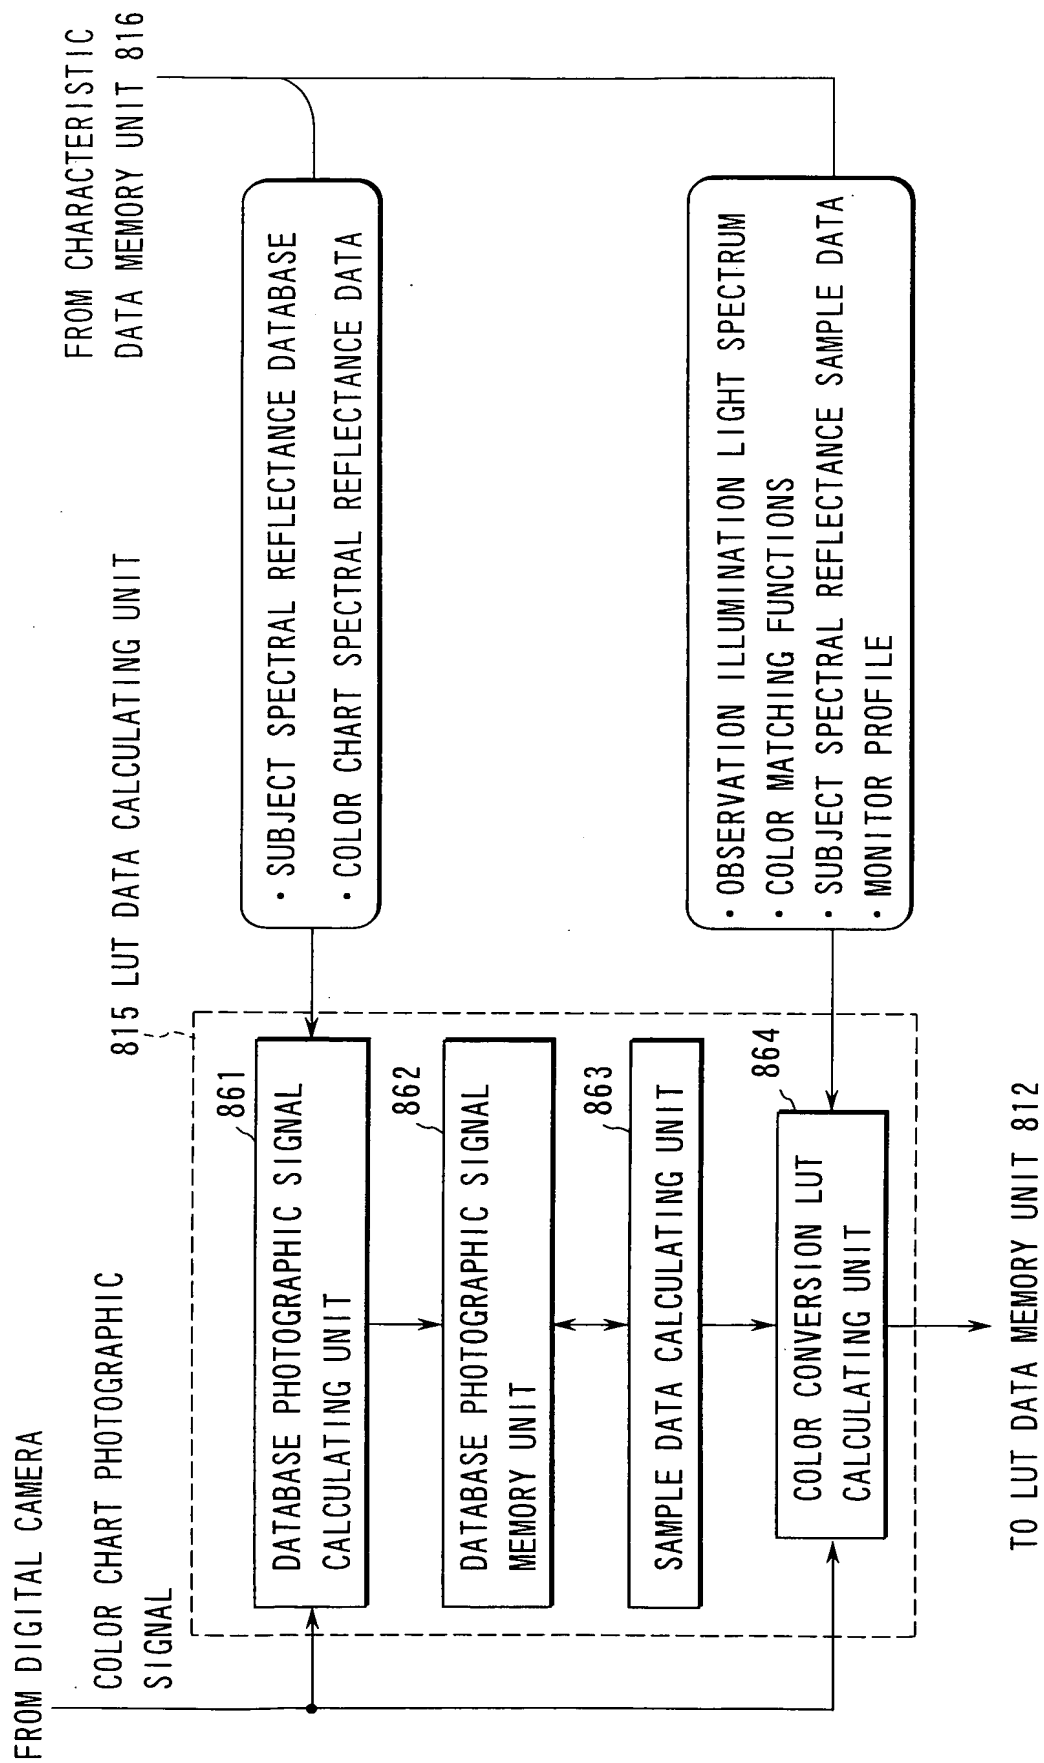 FROM DIGITAL CAMERA
COLOR CHART PHOTOGRAPHIC
SIGNAL
815 LUT DATA CALCULATING UNIT
861
DATABASE PHOTOGRAPHIC SIGNAL
CALCULATING UNIT
862
DATABASE PHOTOGRAPHIC SIGNAL
MEMORY UNIT
863
SAMPLE DATA CALCULATING UNIT
864
COLOR CONVERSION LUT
CALCULATING UNIT
TO LUT DATA MEMORY UNIT 812
FROM CHARACTERISTIC
DATA MEMORY UNIT 816
• SUBJECT SPECTRAL REFLECTANCE DATABASE
• COLOR CHART SPECTRAL REFLECTANCE DATA
• OBSERVATION ILLUMINATION LIGHT SPECTRUM
• COLOR MATCHING FUNCTIONS
• SUBJECT SPECTRAL REFLECTANCE SAMPLE DATA
• MONITOR PROFILE